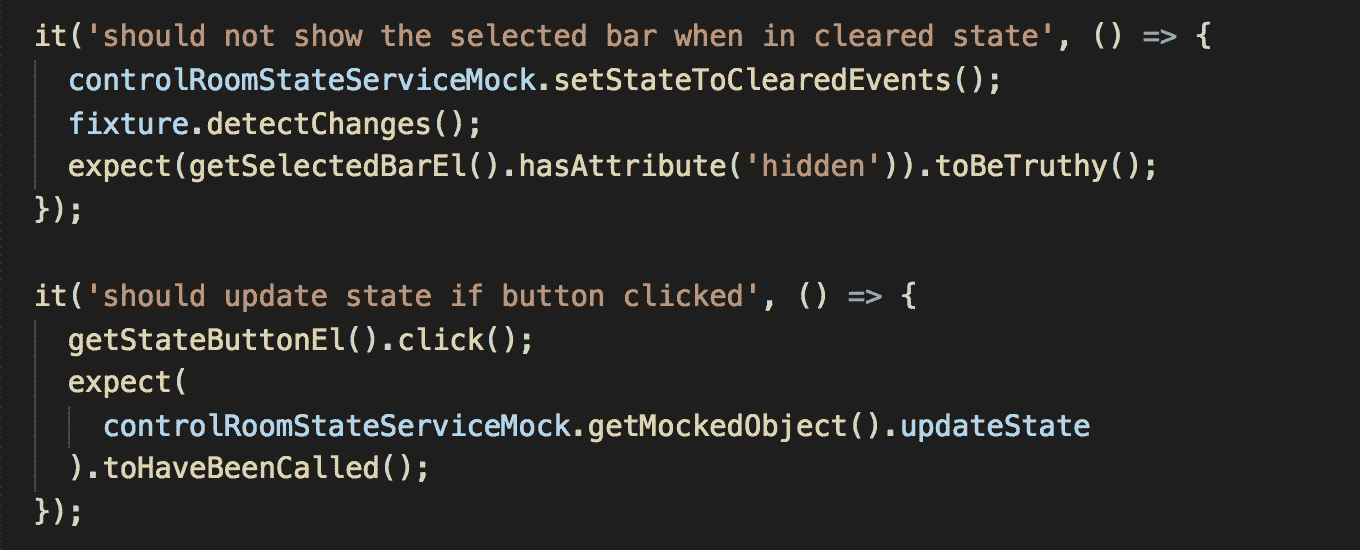 it('should not show the selected bar when in cleared state', () => {
  controlRoomStateServiceMock.setStateToClearedEvents();
  fixture.detectChanges();
  expect(getSelectedBarEl().hasAttribute('hidden')).toBeTruthy();
});

it('should update state if button clicked', () => {
  getStateButtonEl().click();
  expect(
    controlRoomStateServiceMock.getMockedObject().updateState
  ).toHaveBeenCalled();
});